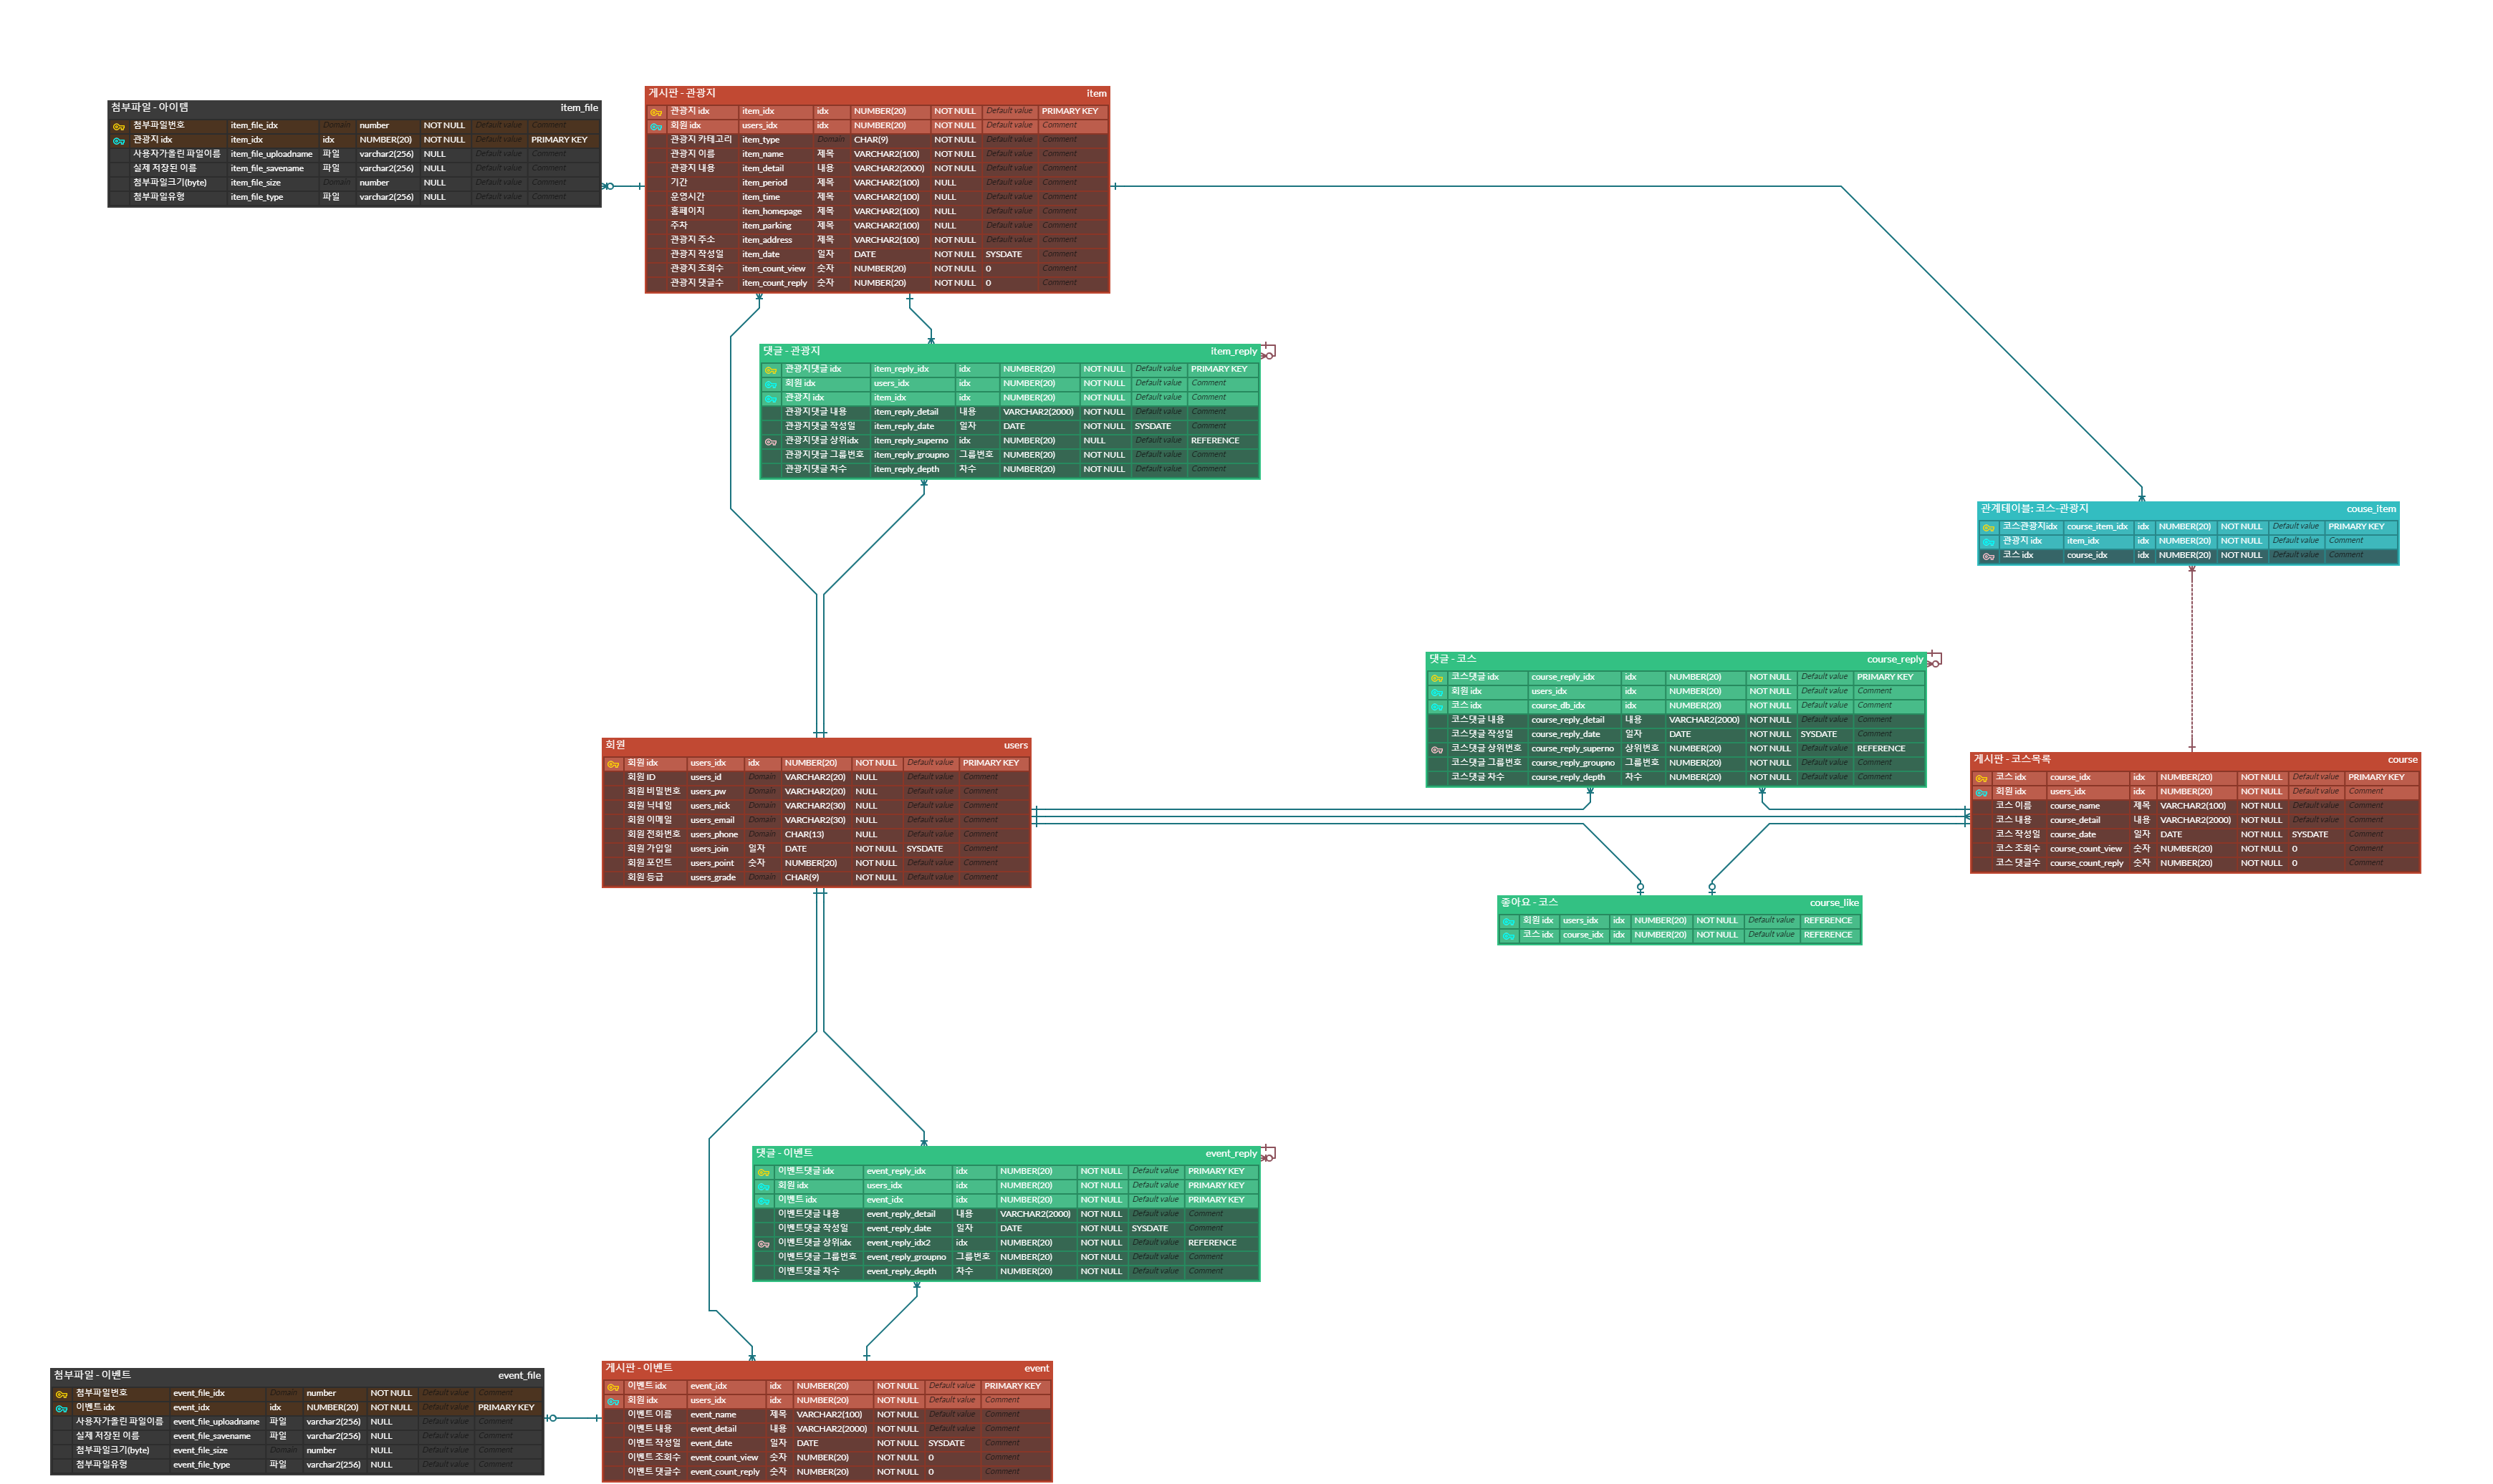 첨부파일 - 아이템 item_file
첨부파일번호 item_file_idx Domain number NOT NULL Default value Comment
관광지 idx item_idx idx NUMBER(20) NOT NULL Default value PRIMARY KEY
사용자가올린 파일이름 item_file_uploadname 파일 varchar2(256) NULL Default value Comment
실제 저장된 이름 item_file_savename 파일 varchar2(256) NULL Default value Comment
첨부파일크기(byte) item_file_size Domain number NULL Default value Comment
첨부파일유형 item_file_type 파일 varchar2(256) NULL Default value Comment
게시판 - 관광지 item
관광지 idx item_idx idx NUMBER(20) NOT NULL Default value PRIMARY KEY
회원 idx users_idx idx NUMBER(20) NOT NULL Default value Comment
관광지 카테고리 item_type Domain CHAR(9) NOT NULL Default value Comment
관광지 이름 item_name 제목 VARCHAR2(100) NOT NULL Default value Comment
관광지 내용 item_detail 내용 VARCHAR2(2000) NOT NULL Default value Comment
기간 item_period 제목 VARCHAR2(100) NULL Default value Comment
운영시간 item_time 제목 VARCHAR2(100) NULL Default value Comment
홈페이지 item_homepage 제목 VARCHAR2(100) NULL Default value Comment
주차 item_parking 제목 VARCHAR2(100) NULL Default value Comment
관광지 주소 item_address 제목 VARCHAR2(100) NOT NULL Default value Comment
관광지 작성일 item_date 일자 DATE NOT NULL SYSDATE Comment
관광지 조회수 item_count_view 숫자 NUMBER(20) NOT NULL 0 Comment
관광지 댓글수 item_count_reply 숫자 NUMBER(20) NOT NULL 0 Comment
댓글 - 관광지 item_reply
관광지댓글 idx item_reply_idx idx NUMBER(20) NOT NULL Default value PRIMARY KEY
회원 idx users_idx idx NUMBER(20) NOT NULL Default value Comment
관광지 idx item_idx idx NUMBER(20) NOT NULL Default value Comment
관광지댓글 내용 item_reply_detail 내용 VARCHAR2(2000) NOT NULL Default value Comment
관광지댓글 작성일 item_reply_date 일자 DATE NOT NULL SYSDATE Comment
관광지댓글 상위idx item_reply_superno idx NUMBER(20) NULL Default value REFERENCE
관광지댓글 그룹번호 item_reply_groupno 그룹번호 NUMBER(20) NOT NULL Default value Comment
관광지댓글 차수 item_reply_depth 차수 NUMBER(20) NOT NULL Default value Comment
관계테이블: 코스-관광지 couse_item
코스관광지idx course_item_idx idx NUMBER(20) NOT NULL Default value PRIMARY KEY
관광지 idx item_idx idx NUMBER(20) NOT NULL Default value Comment
코스 idx course_idx idx NUMBER(20) NOT NULL Default value Comment
댓글 - 코스 course_reply
코스댓글 idx course_reply_idx idx NUMBER(20) NOT NULL Default value PRIMARY KEY
회원 idx users_idx idx NUMBER(20) NOT NULL Default value Comment
코스 idx course_db_idx idx NUMBER(20) NOT NULL Default value Comment
코스댓글 내용 course_reply_detail 내용 VARCHAR2(2000) NOT NULL Default value Comment
코스댓글 작성일 course_reply_date 일자 DATE NOT NULL SYSDATE Comment
코스댓글 상위번호 course_reply_superno 상위번호 NUMBER(20) NOT NULL Default value REFERENCE
코스댓글 그룹번호 course_reply_groupno 그룹번호 NUMBER(20) NOT NULL Default value Comment
코스댓글 차수 course_reply_depth 차수 NUMBER(20) NOT NULL Default value Comment
회원 users
회원 idx users_idx idx NUMBER(20) NOT NULL Default value PRIMARY KEY
회원 ID users_id Domain VARCHAR2(20) NULL Default value Comment
회원 비밀번호 users_pw Domain VARCHAR2(20) NULL Default value Comment
회원 닉네임 users_nick Domain VARCHAR2(30) NULL Default value Comment
회원 이메일 users_email Domain VARCHAR2(30) NULL Default value Comment
회원 전화번호 users_phone Domain CHAR(13) NULL Default value Comment
회원 가입일 users_join 일자 DATE NOT NULL SYSDATE Comment
회원 포인트 users_point 숫자 NUMBER(20) NOT NULL Default value Comment
회원 등급 users_grade Domain CHAR(9) NOT NULL Default value Comment
게시판 - 코스목록 course
코스 idx course_idx idx NUMBER(20) NOT NULL Default value PRIMARY KEY
회원 idx users_idx idx NUMBER(20) NOT NULL Default value Comment
코스 이름 course_name 제목 VARCHAR2(100) NOT NULL Default value Comment
코스 내용 course_detail 내용 VARCHAR2(2000) NOT NULL Default value Comment
코스 작성일 course_date 일자 DATE NOT NULL SYSDATE Comment
코스 조회수 course_count_view 숫자 NUMBER(20) NOT NULL 0 Comment
코스 댓글수 course_count_reply 숫자 NUMBER(20) NOT NULL 0 Comment
좋아요 - 코스 course_like
회원 idx users_idx idx NUMBER(20) NOT NULL Default value REFERENCE
코스 idx course_idx idx NUMBER(20) NOT NULL Default value REFERENCE
댓글 - 이벤트 event_reply
이벤트댓글 idx event_reply_idx idx NUMBER(20) NOT NULL Default value PRIMARY KEY
회원 idx users_idx idx NUMBER(20) NOT NULL Default value PRIMARY KEY
이벤트 idx event_idx idx NUMBER(20) NOT NULL Default value PRIMARY KEY
이벤트댓글 내용 event_reply_detail 내용 VARCHAR2(2000) NOT NULL Default value Comment
이벤트댓글 작성일 event_reply_date 일자 DATE NOT NULL SYSDATE Comment
이벤트댓글 상위idx event_reply_idx2 idx NUMBER(20) NOT NULL Default value REFERENCE
이벤트댓글 그룹번호 event_reply_groupno 그룹번호 NUMBER(20) NOT NULL Default value Comment
이벤트댓글 차수 event_reply_depth 차수 NUMBER(20) NOT NULL Default value Comment
첨부파일 - 이벤트 event_file
첨부파일번호 event_file_idx Domain number NOT NULL Default value Comment
이벤트 idx event_idx idx NUMBER(20) NOT NULL Default value PRIMARY KEY
사용자가올린 파일이름 event_file_uploadname 파일 varchar2(256) NULL Default value Comment
실제 저장된 이름 event_file_savename 파일 varchar2(256) NULL Default value Comment
첨부파일크기(byte) event_file_size Domain number NULL Default value Comment
첨부파일유형 event_file_type 파일 varchar2(256) NULL Default value Comment
게시판 - 이벤트 event
이벤트 idx event_idx idx NUMBER(20) NOT NULL Default value PRIMARY KEY
회원 idx users_idx idx NUMBER(20) NOT NULL Default value Comment
이벤트 이름 event_name 제목 VARCHAR2(100) NOT NULL Default value Comment
이벤트 내용 event_detail 내용 VARCHAR2(2000) NOT NULL Default value Comment
이벤트 작성일 event_date 일자 DATE NOT NULL SYSDATE Comment
이벤트 조회수 event_count_view 숫자 NUMBER(20) NOT NULL 0 Comment
이벤트 댓글수 event_count_reply 숫자 NUMBER(20) NOT NULL 0 Comment